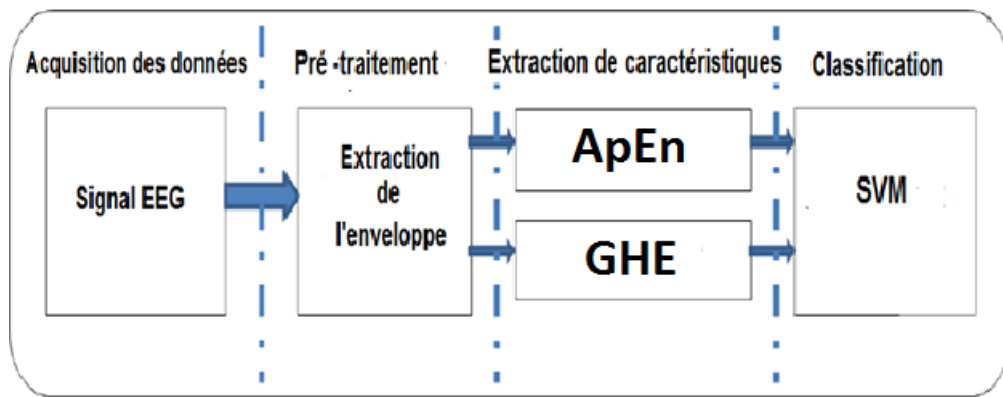 Acquisition des données
Pré -traitement
Extraction de caractéristiques
Classification
Signal EEG
Extraction
de
l'enveloppe
ApEn
GHE
SVM